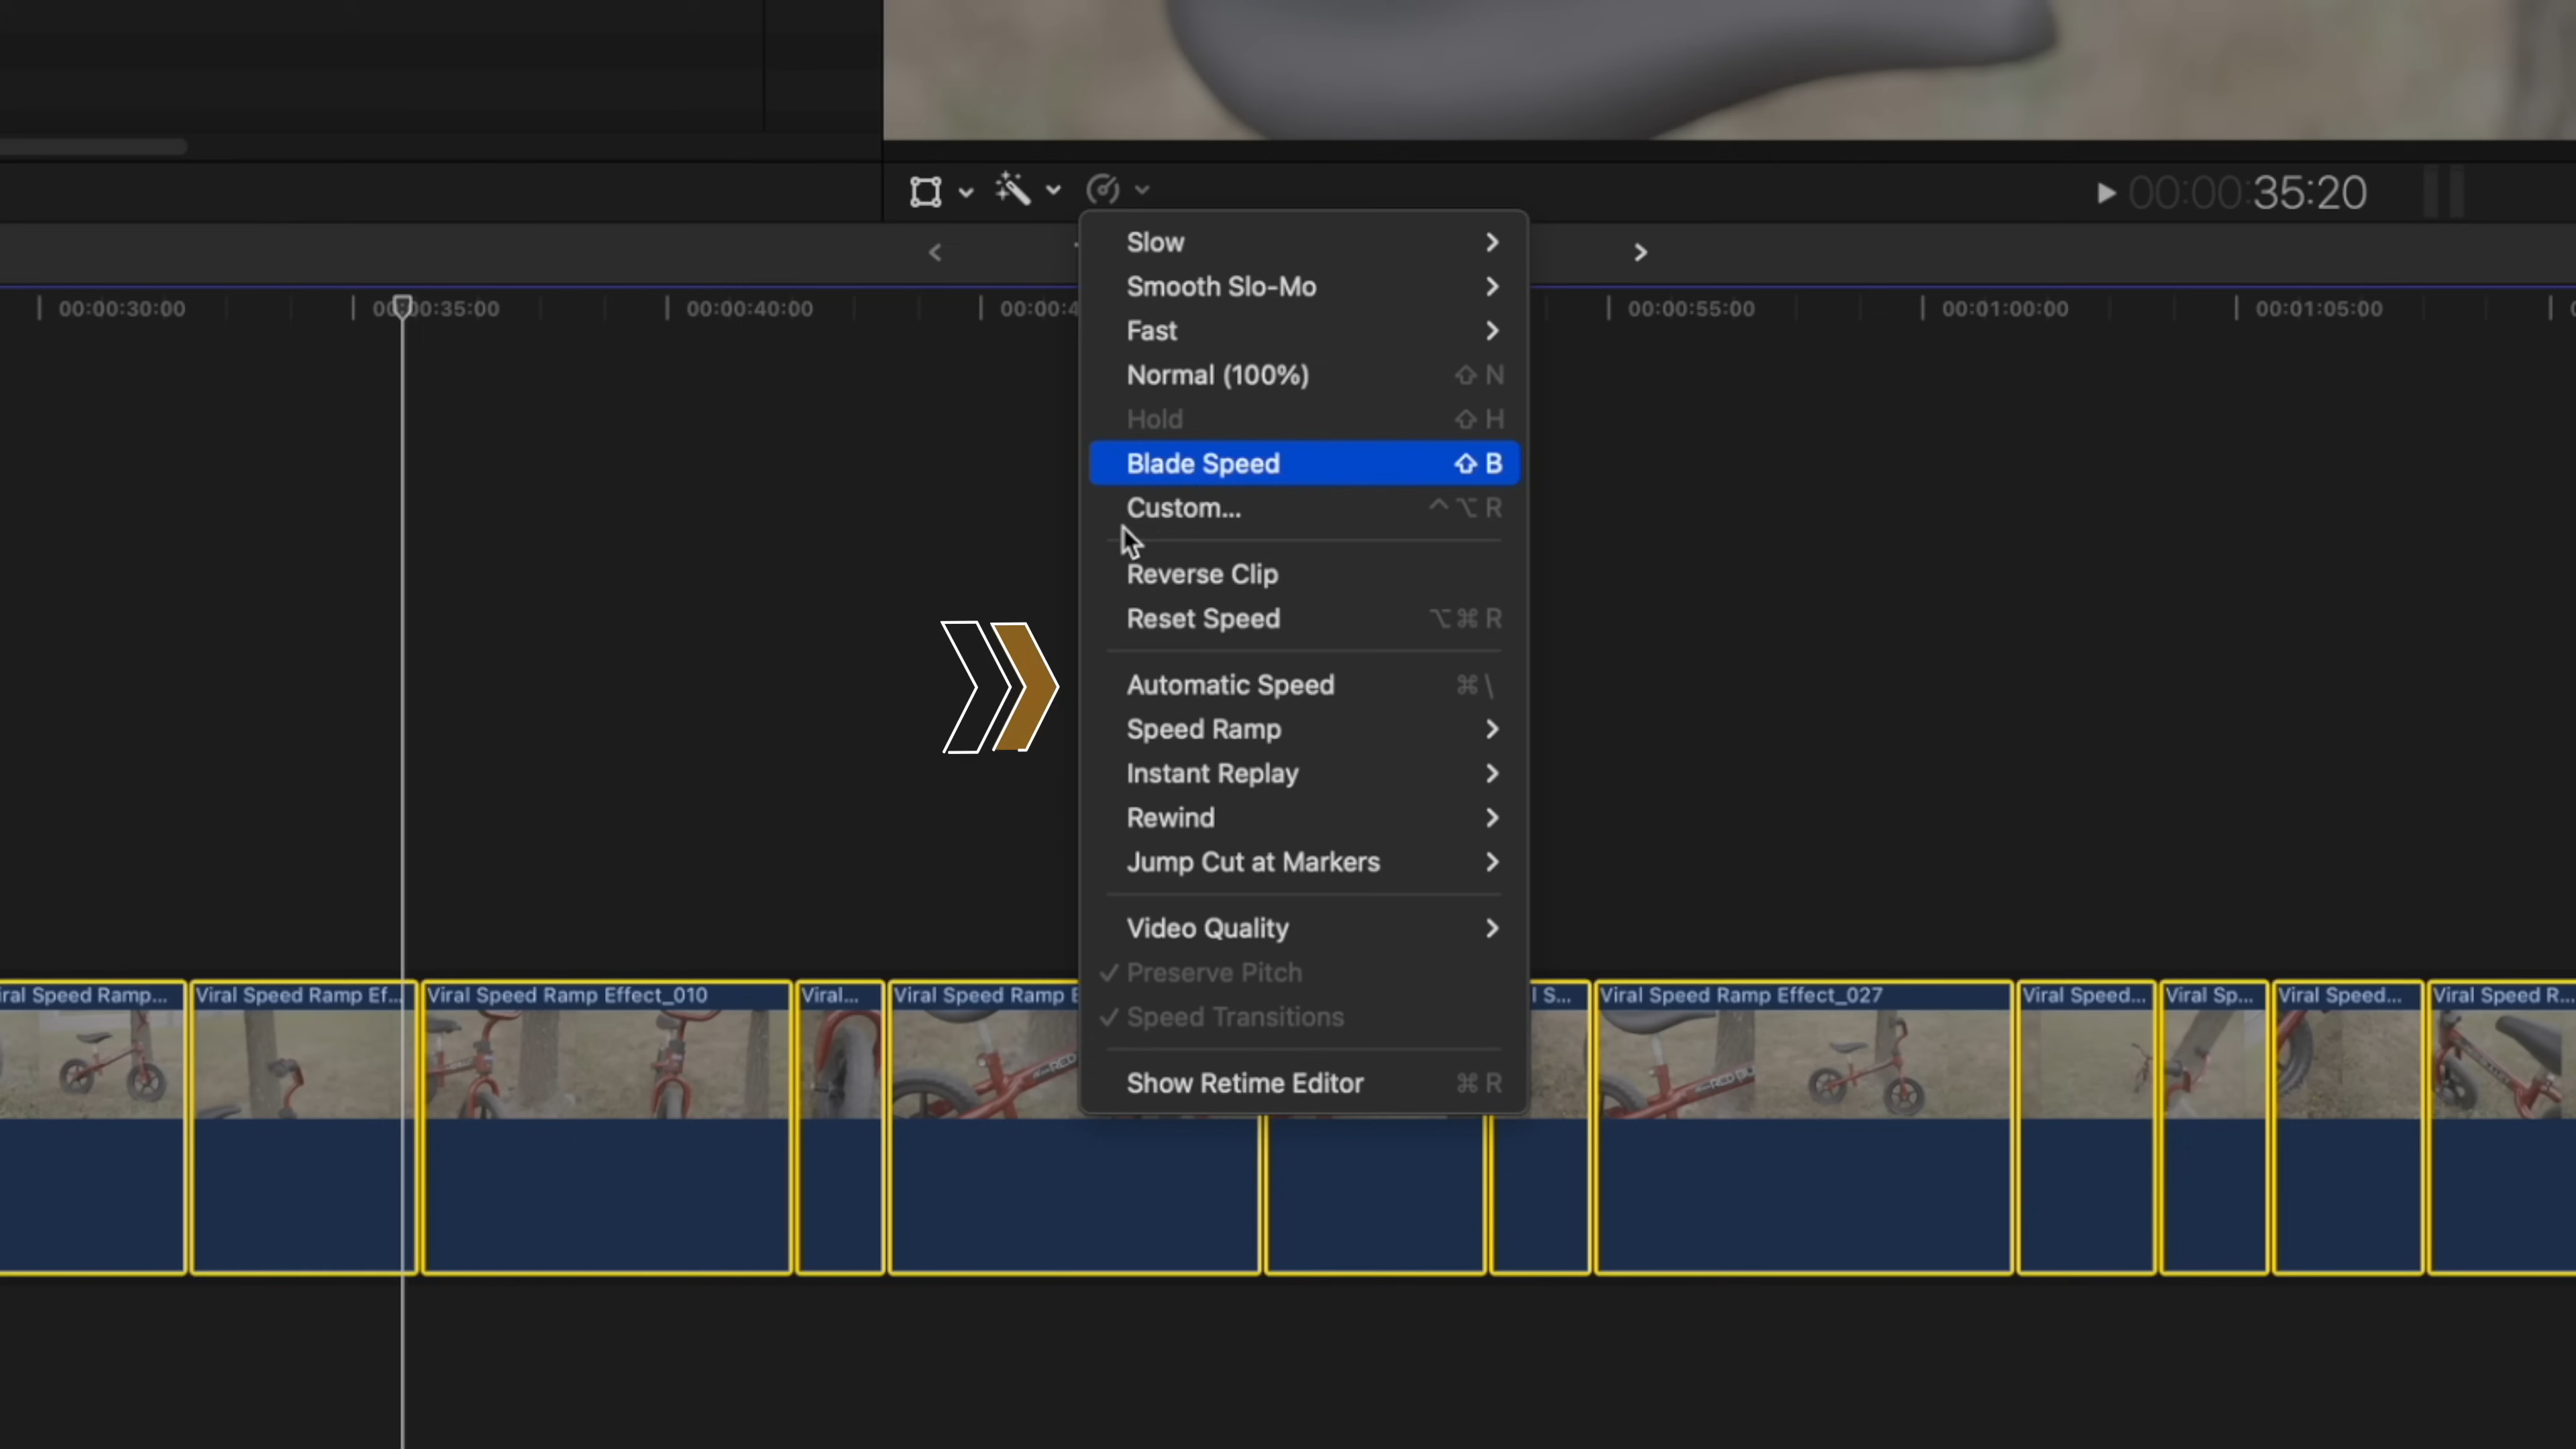 00:00:35:20
Slow
Smooth Slo-Mo
Fast
Normal (100%) ⇧ N
Hold ⇧ H
Blade Speed ⇧ B
Custom... ^⌥ R
Reverse Clip
Reset Speed ⌥⌘ R
Automatic Speed ⌘ \
Speed Ramp
Instant Replay
Rewind
Jump Cut at Markers
Video Quality
✓ Preserve Pitch
✓ Speed Transitions
Show Retime Editor ⌘ R
00:00:30:00 00:00:35:00 00:00:40:00 00:00:4 00:00:55:00 00:01:00:00 00:01:05:00
iral Speed Ramp... Viral Speed Ramp Ef... Viral Speed Ramp Effect_010 Viral... Viral Speed Ramp E l S... Viral Speed Ramp Effect_027 Viral Speed... Viral Sp... Viral Speed... Viral Speed R...